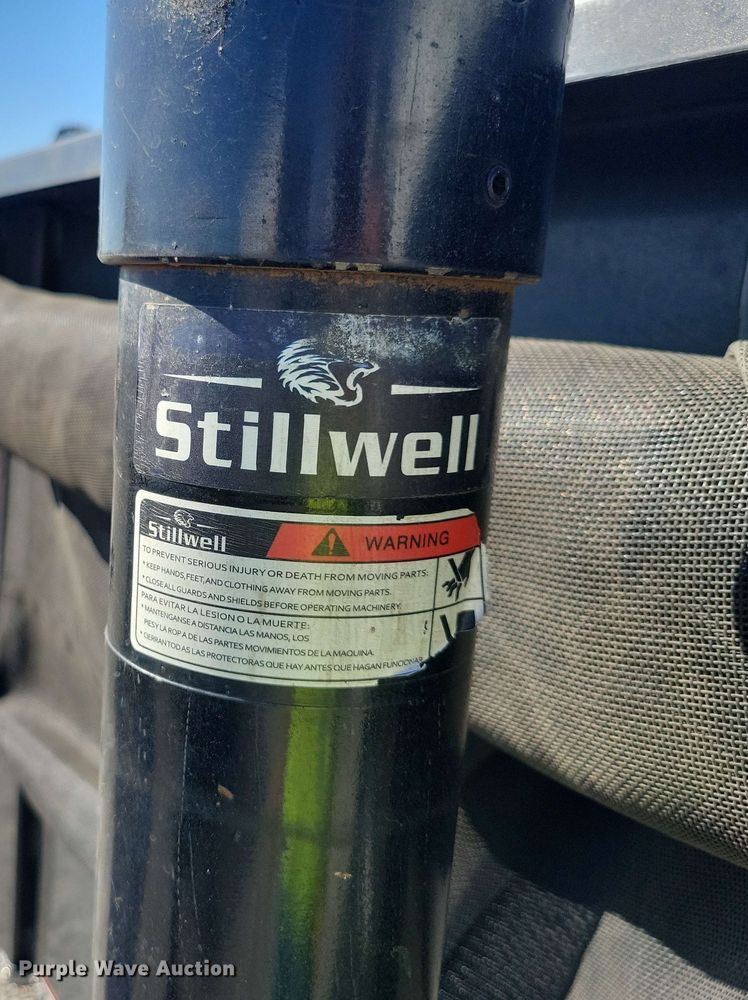 Stillwell
Stillwell
WARNING
TO PREVENT SERIOUS INJURY OR DEATH FROM MOVING PARTS:
• KEEP HANDS, FEET, AND CLOTHING AWAY FROM MOVING PARTS.
• CLOSE ALL GUARDS AND SHIELDS BEFORE OPERATING MACHINERY.
PARA EVITAR LA LESION O LA MUERTE:
• MANTENGANSE A DISTANCIA LAS MANOS, LOS
PIES Y LA ROPA DE LAS PARTES MOVIMIENTOS DE LA MAQUINA.
• CIERAN TODAS LAS PROTECTORAS QUE HAY ANTES QUE HAGAN FUNCIONAR
Purple Wave Auction